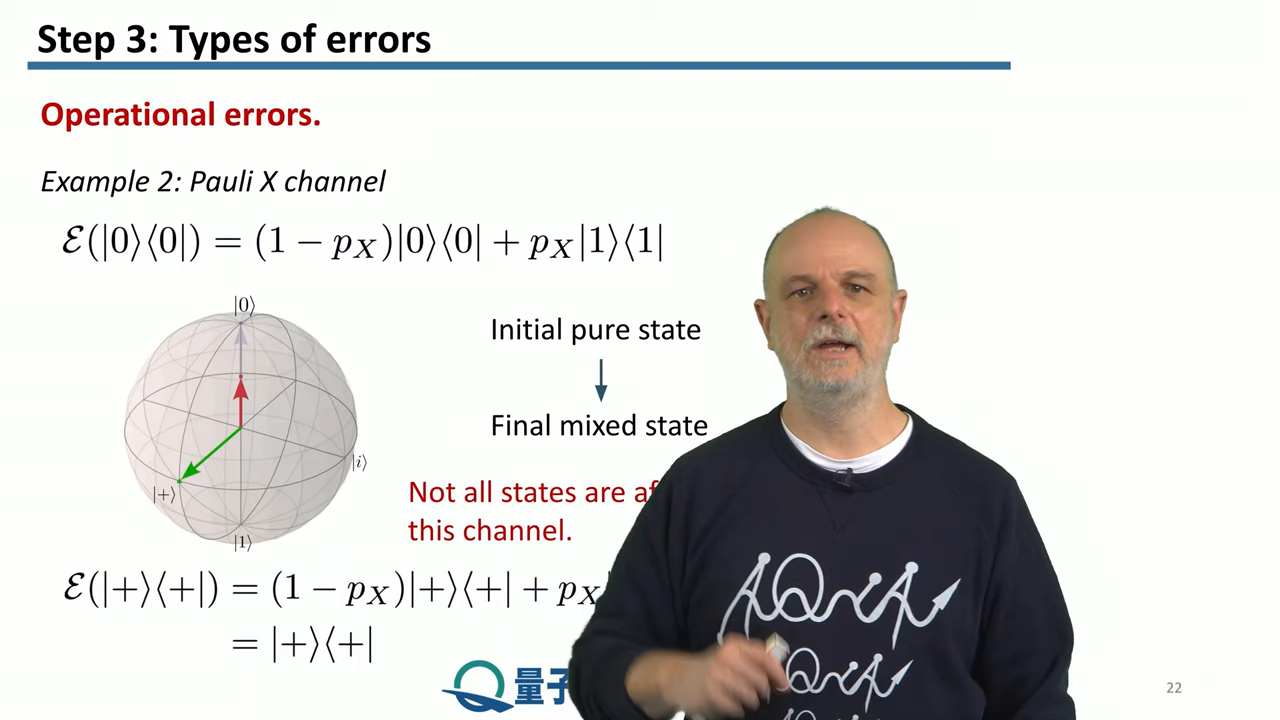 Step 3: Types of errors
Operational errors.
Example 2: Pauli X channel
ℰ(|0⟩⟨0|) = (1 − p_X)|0⟩⟨0| + p_X|1⟩⟨1|
|0⟩
Initial pure state
Final mixed state
|i⟩
|+⟩
Not all states are
this channel.
|1⟩
ℰ(|+⟩⟨+|) = (1 − p_X)|+⟩⟨+| + p_X
= |+⟩⟨+|
量子
22